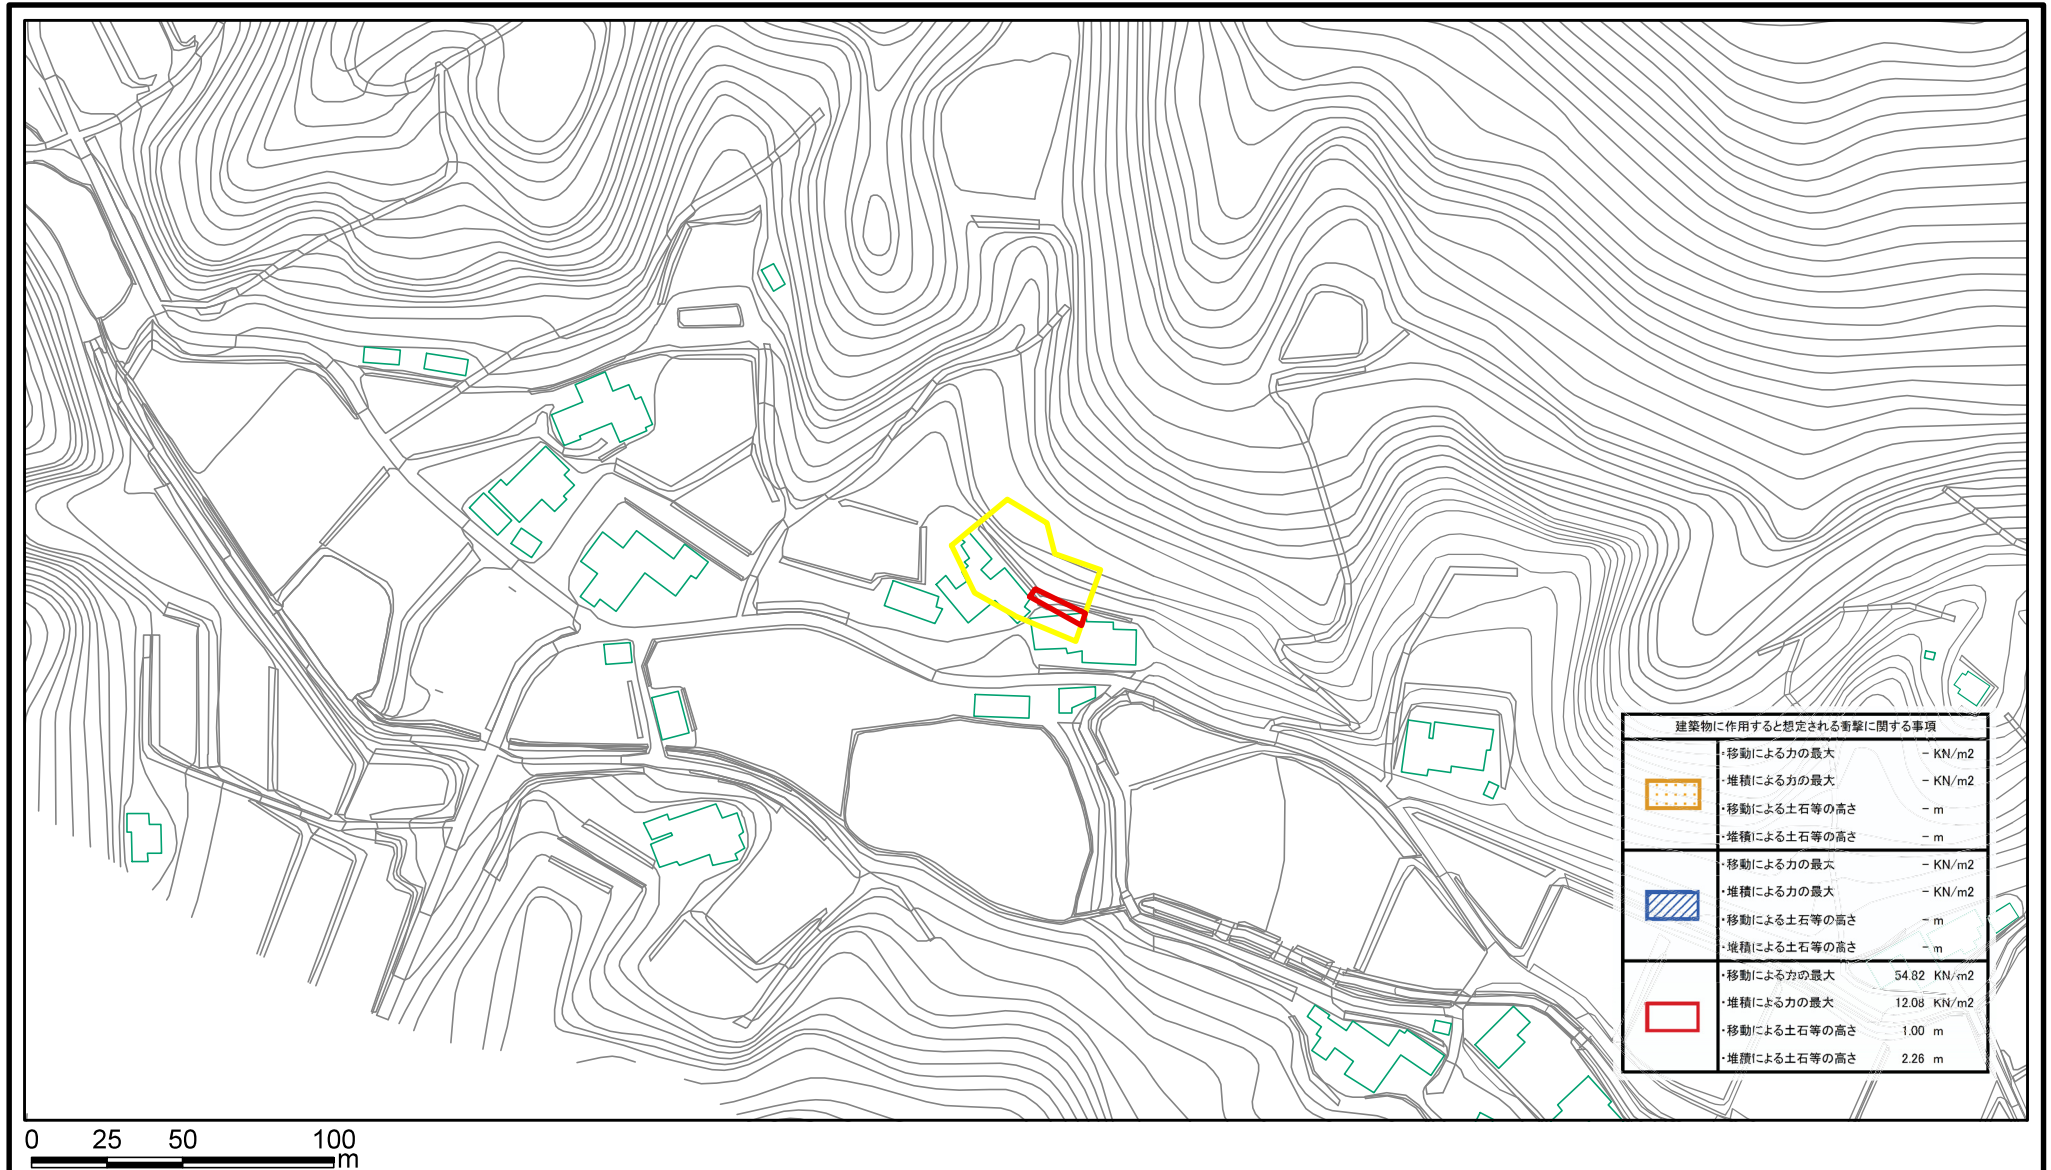 建築物に作用すると想定される衝撃に関する事項
・移動による力の最大 － KN/m2
・堆積による力の最大 － KN/m2
・移動による土石等の高さ － m
・堆積による土石等の高さ － m
・移動による力の最大 － KN/m2
・堆積による力の最大 － KN/m2
・移動による土石等の高さ － m
・堆積による土石等の高さ － m
・移動による力の最大 54.82 KN/m2
・堆積による力の最大 12.08 KN/m2
・移動による土石等の高さ 1.00 m
・堆積による土石等の高さ 2.26 m
0 25 50 100
m